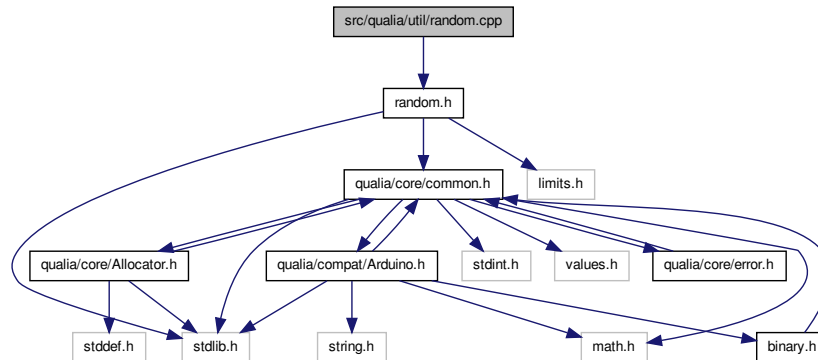 src/qualia/util/random.cpp
random.h
qualia/core/common.h
limits.h
qualia/core/Allocator.h
qualia/compat/Arduino.h
stdint.h
values.h
qualia/core/error.h
stddef.h
stdlib.h
string.h
math.h
binary.h